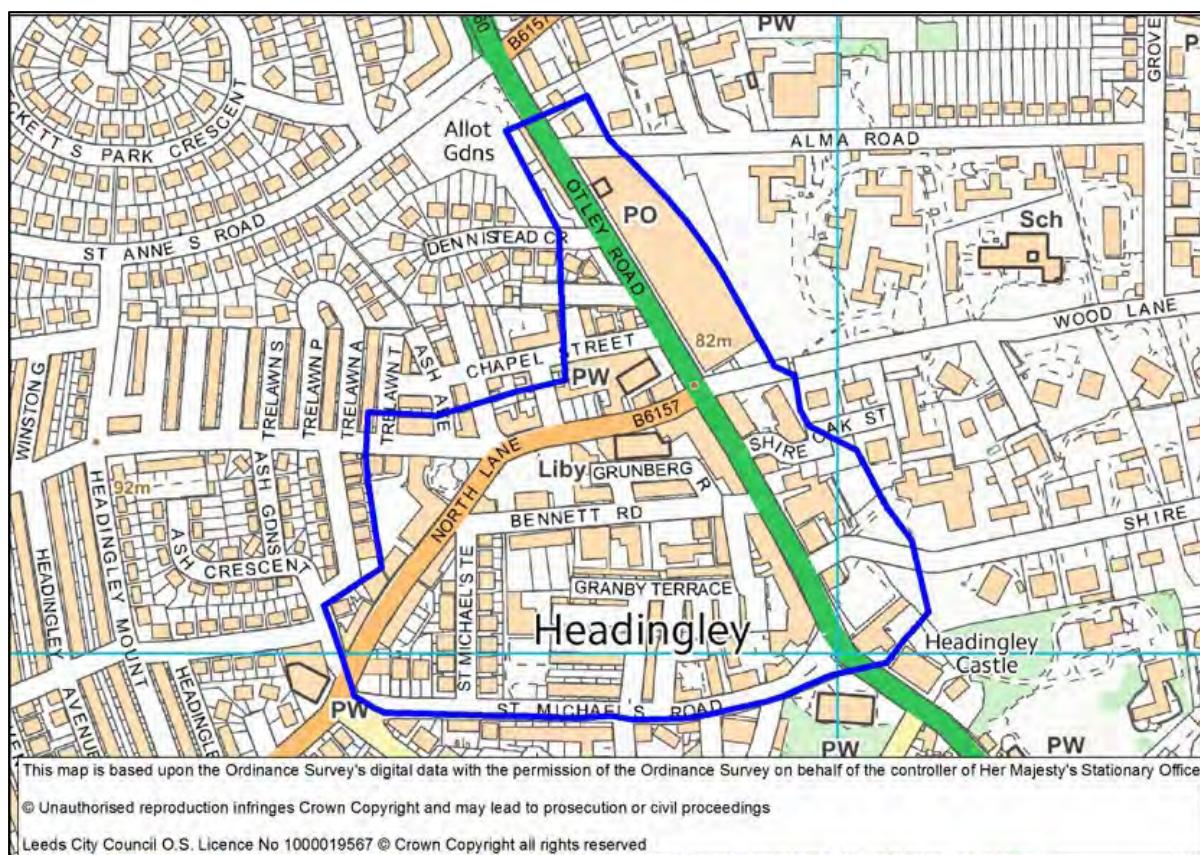 60
B6157
PW
GROVE
CKETT S PARK CRESCENT
Allot
Gdns
ALMA ROAD
OTLEY ROAD
PO
Sch
ST ANNE S ROAD
DENNISTEAD CR
WOOD LANE
82m
CHAPEL STREET
ASH AVE
PW
B6157
WINSTON G
TRELAWN S
TRELAWN P
TRELAWN A
TRELAWN T
SHIRE OAK ST
NORTH LANE
Liby
GRUNBERG
R
92m
BENNETT RD
SHIRE
HEADINGLEY
HEADINGLEY MOUNT
ASH GDNS
ASH CRESCENT
ST MICHAEL'S TE
GRANBY TERRACE
Headingley
Headingley
Castle
AVENUE
HEADINGLE
PW
ST MICHAEL S ROAD
PW
PW
This map is based upon the Ordinance Survey's digital data with the permission of the Ordinance Survey on behalf of the controller of Her Majesty's Stationary Office
© Unauthorised reproduction infringes Crown Copyright and may lead to prosecution or civil proceedings
Leeds City Council O.S. Licence No 1000019567 © Crown Copyright all rights reserved